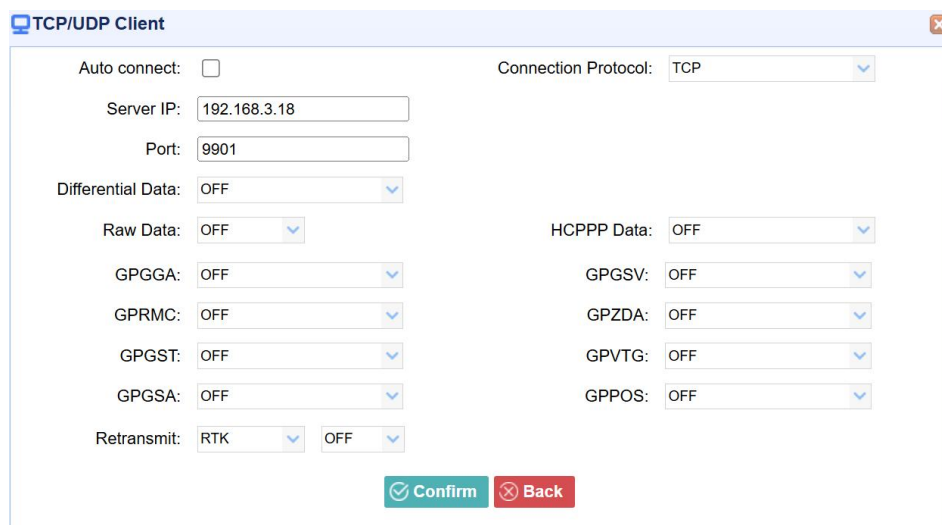 TCP/UDP Client
Auto connect: Connection Protocol: TCP
Server IP: 192.168.3.18
Port: 9901
Differential Data: OFF
Raw Data: OFF HCPPP Data: OFF
GPGGA: OFF GPGSV: OFF
GPRMC: OFF GPZDA: OFF
GPGST: OFF GPVTG: OFF
GPGSA: OFF GPPOS: OFF
Retransmit: RTK OFF
Confirm Back